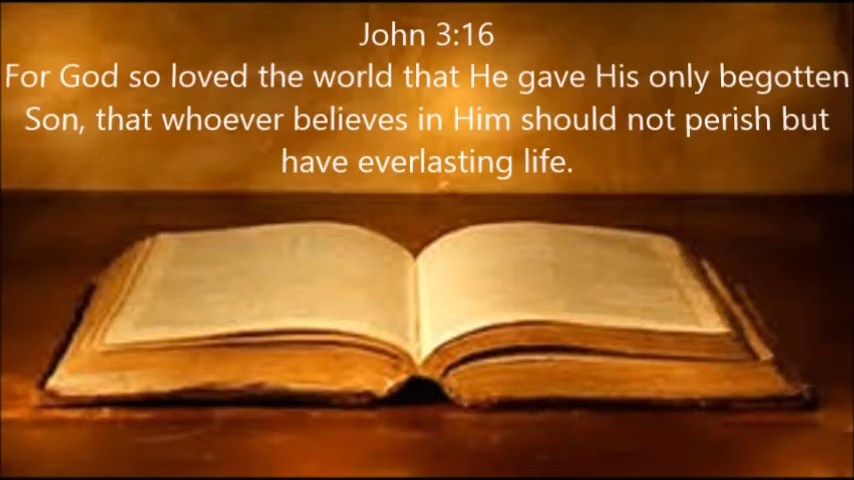 John 3:16
For God so loved the world that He gave His only begotten
Son, that whoever believes in Him should not perish but
have everlasting life.